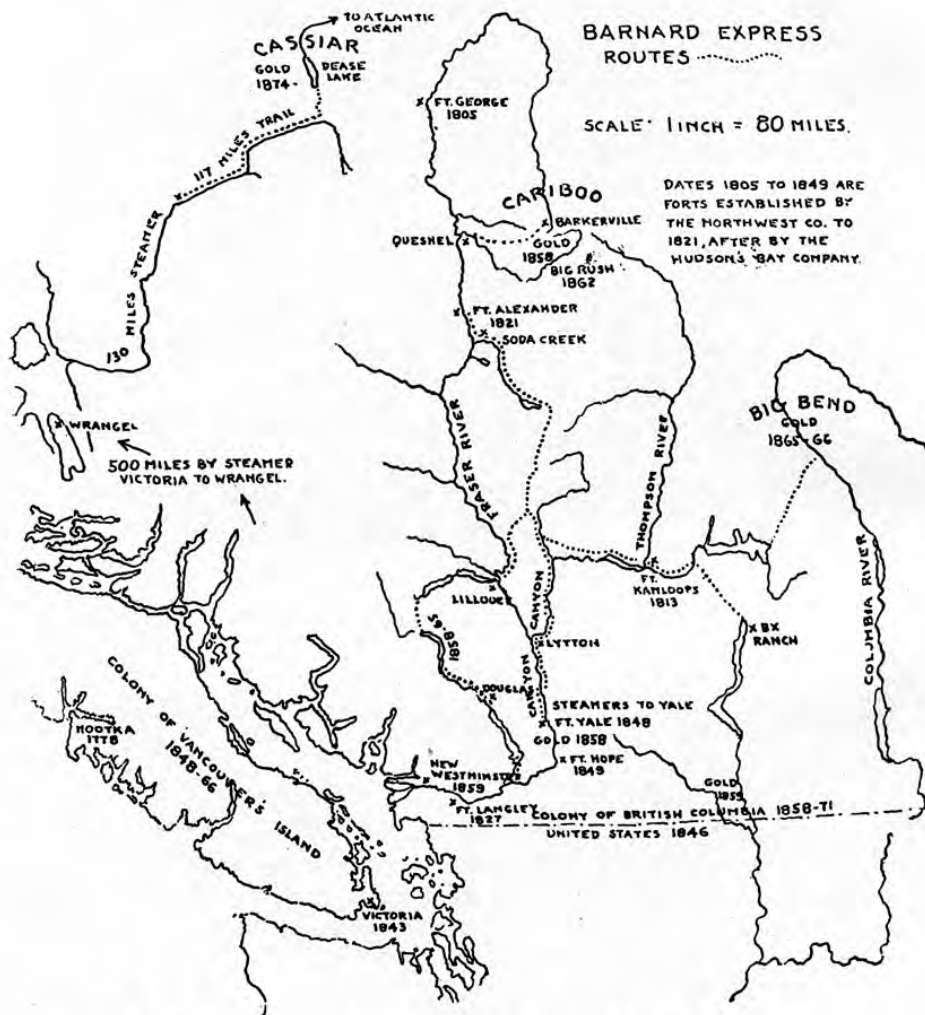 BARNARD EXPRESS
ROUTES
SCALE: 1 INCH = 80 MILES.
DATES 1805 TO 1849 ARE
FORTS ESTABLISHED BY
THE NORTHWEST CO. TO
1821, AFTER BY THE
HUDSON'S BAY COMPANY.
TO ATLANTIC
OCEAN
CASSIAR
GOLD
1874-
DEASE
LAKE
117 MILES TRAIL
130 MILES STEAMER
WRANGEL
500 MILES BY STEAMER
VICTORIA TO WRANGEL.
FT. GEORGE
1805
CARIBOO
BARKERVILLE
QUESNEL
GOLD
1858
BIG RUSH
1862
FT. ALEXANDER
1821
SODA CREEK
FRASER RIVER
THOMPSON RIVER
BIG BEND
GOLD
1865-66
COLUMBIA RIVER
LILLOUET
CANYON
FT.
KAMLOOPS
1813
BX
RANCH
LYTTON
1858-65
DOUGLAS
CANYON
STEAMERS TO YALE
FT. YALE 1848
GOLD 1858
FT. HOPE
1849
NEW
WESTMINSTER
1859
FT. LANGLEY
1827
GOLD
1859
COLONY OF BRITISH COLUMBIA 1858-71
UNITED STATES 1846
COLONY OF VANCOUVER'S ISLAND
1848-66
NOOTKA
1778
VICTORIA
1843